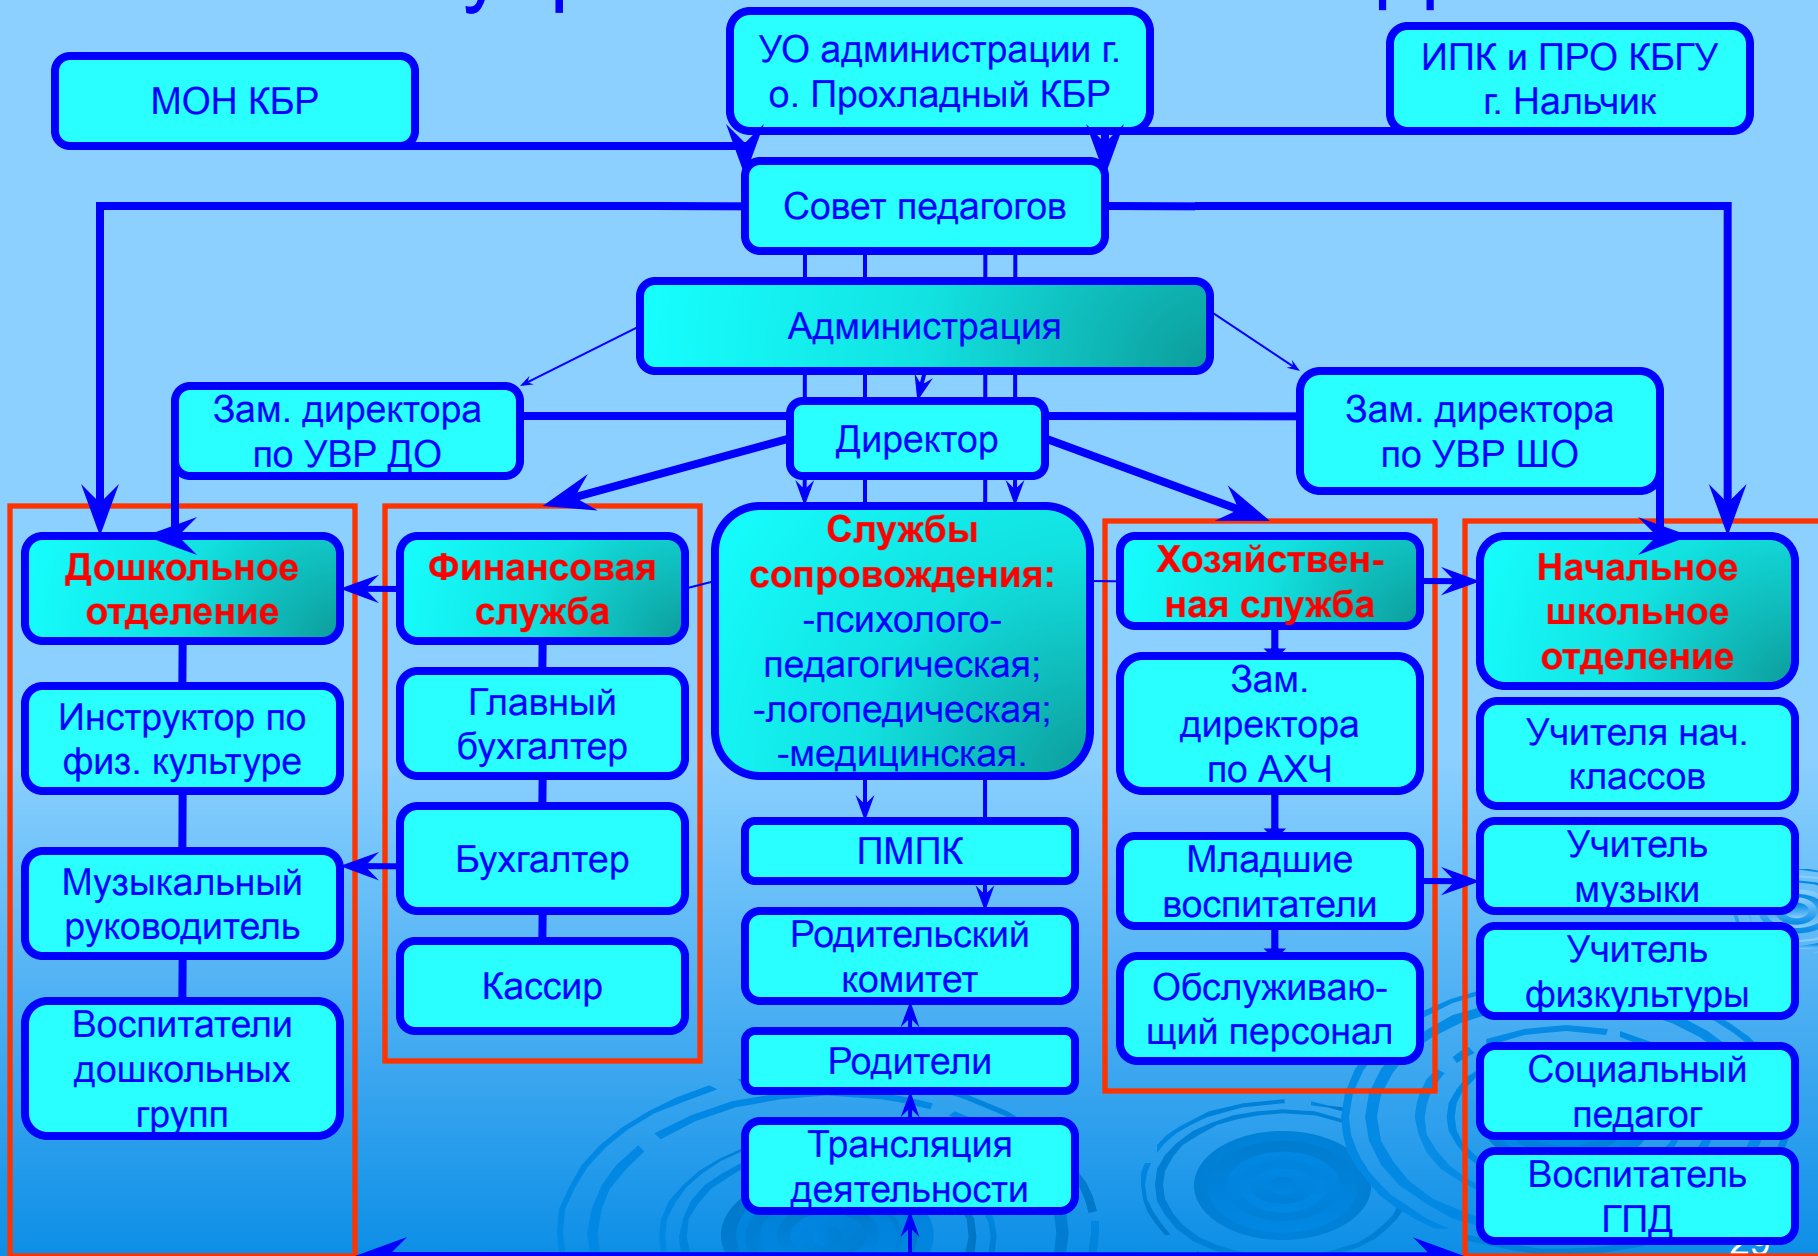 МОН КБР
УО администрации г.
о. Прохладный КБР
ИПК и ПРО КБГУ
г. Нальчик
Совет педагогов
Администрация
Зам. директора
по УВР ДО
Директор
Зам. директора
по УВР ШО
Дошкольное
отделение
Инструктор по
физ. культуре
Музыкальный
руководитель
Воспитатели
дошкольных
групп
Финансовая
служба
Главный
бухгалтер
Бухгалтер
Кассир
Службы
сопровождения:
-психолого-
педагогическая;
-логопедическая;
-медицинская.
ПМПК
Родительский
комитет
Родители
Трансляция
деятельности
Хозяйствен-
ная служба
Зам.
директора
по АХЧ
Младшие
воспитатели
Обслуживаю-
щий персонал
Начальное
школьное
отделение
Учителя нач.
классов
Учитель
музыки
Учитель
физкультуры
Социальный
педагог
Воспитатель
ГПД